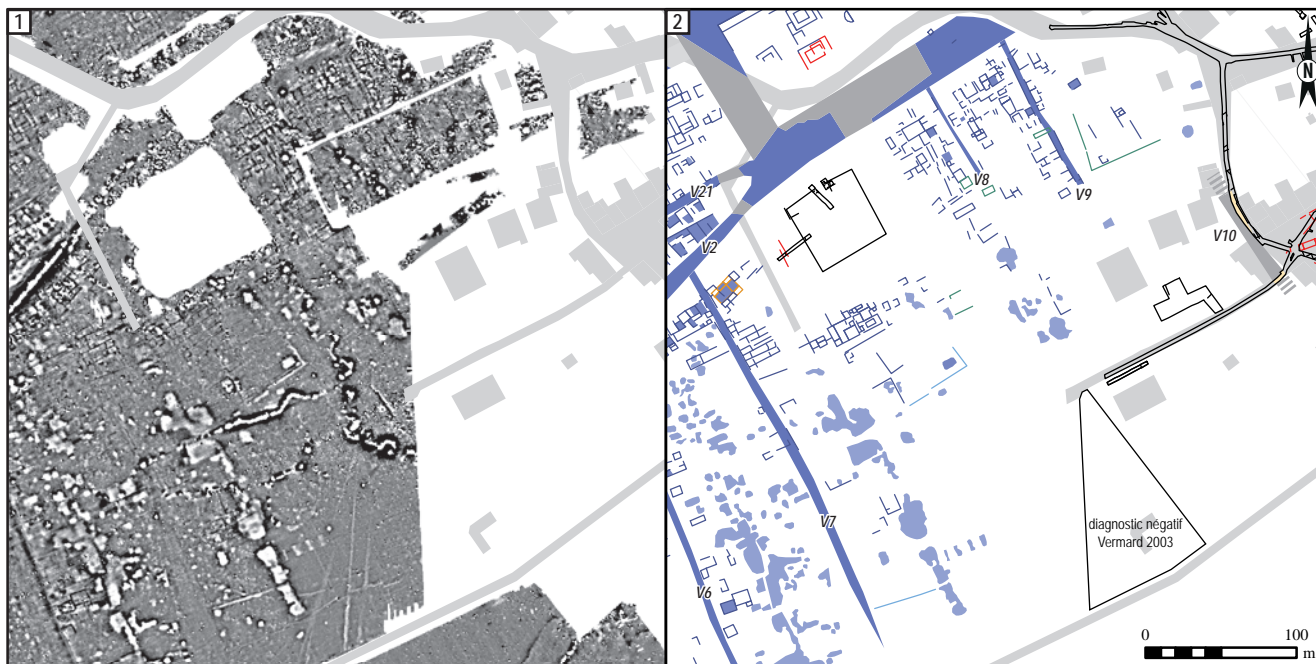 1
2
N
V21
V8
V9
V2
V10
V7
V6
diagnostic négatif
Vermard 2003
0 100
m